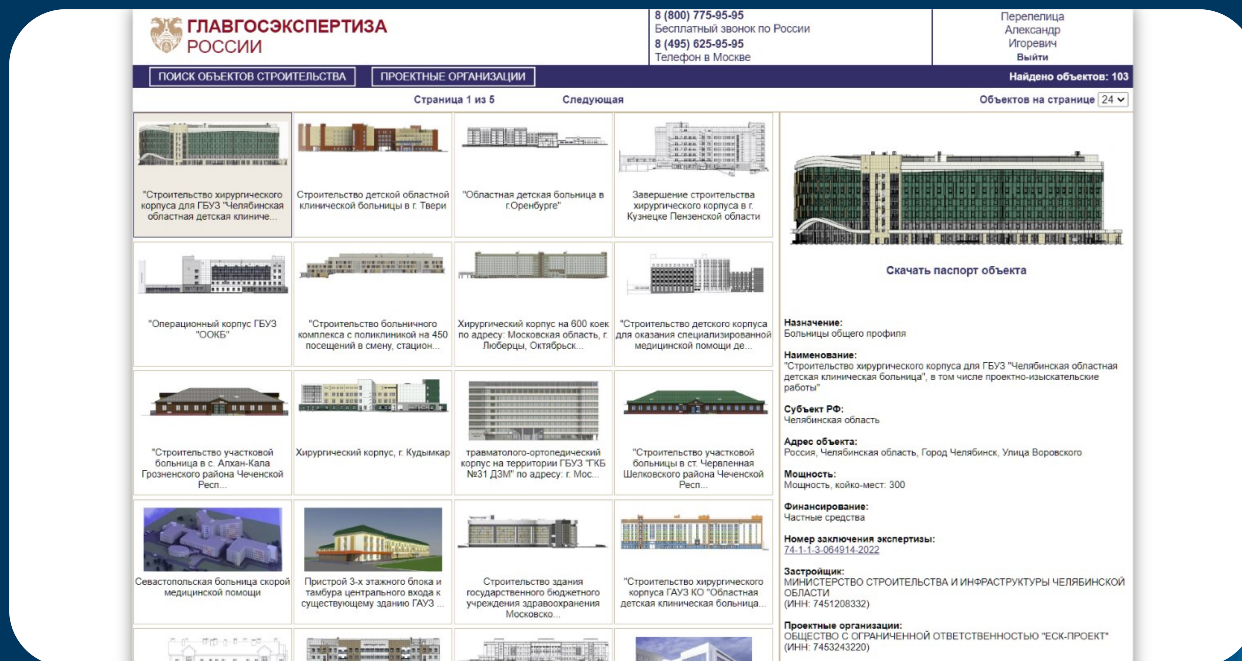 ГЛАВГОСЭКСПЕРТИЗА
РОССИИ
8 (800) 775-95-95
Бесплатный звонок по России
8 (495) 625-95-95
Телефон в Москве
Перепелица
Александр
Игоревич
Выйти
ПОИСК ОБЪЕКТОВ СТРОИТЕЛЬСТВА
ПРОЕКТНЫЕ ОРГАНИЗАЦИИ
Найдено объектов: 103
Страница 1 из 5
Следующая
Объектов на странице 24
"Строительство хирургического
корпуса для ГБУЗ "Челябинская
областная детская клиниче...
Строительство детской областной
клинической больницы в г. Твери
"Областная детская больница в
г.Оренбурге"
Завершение строительства
хирургического корпуса в г.
Кузнецке Пензенской области
"Операционный корпус ГБУЗ
"ООКБ"
"Строительство больничного
комплекса с поликлиникой на 450
посещений в смену, стацион...
Хирургический корпус на 600 коек
по адресу: Московская область, г.
Люберцы, Октябрьск...
"Строительство детского корпуса
для оказания специализированной
медицинской помощи де...
"Строительство участковой
больница в с. Алхан-Кала
Грозненского района Чеченской
Респ...
Хирургический корпус, г. Кудымкар
травматолого-ортопедический
корпус на территории ГБУЗ "ГКБ
№31 ДЗМ" по адресу: г. Мос...
"Строительство участковой
больницы в ст. Червленная
Шелковского района Чеченской
Респ...
Севастопольская больница скорой
медицинской помощи
Пристрой 3-х этажного блока и
тамбура центрального входа к
существующему зданию ГАУЗ ...
Строительство здания
государственного бюджетного
учреждения здравоохранения
Московско...
"Строительство хирургического
корпуса ГАУЗ КО "Областная
детская клиническая больница...
Скачать паспорт объекта
Назначение:
Больницы общего профиля
Наименование:
"Строительство хирургического корпуса для ГБУЗ "Челябинская областная
детская клиническая больница", в том числе проектно-изыскательские
работы"
Субъект РФ:
Челябинская область
Адрес объекта:
Россия, Челябинская область, Город Челябинск, Улица Воровского
Мощность:
Мощность, койко-мест: 300
Финансирование:
Частные средства
Номер заключения экспертизы:
74-1-1-3-064914-2022
Застройщик:
МИНИСТЕРСТВО СТРОИТЕЛЬСТВА И ИНФРАСТРУКТУРЫ ЧЕЛЯБИНСКОЙ
ОБЛАСТИ
(ИНН: 7451208332)
Проектные организации:
ОБЩЕСТВО С ОГРАНИЧЕННОЙ ОТВЕТСТВЕННОСТЬЮ "ЕСК-ПРОЕКТ"
(ИНН: 7453243220)